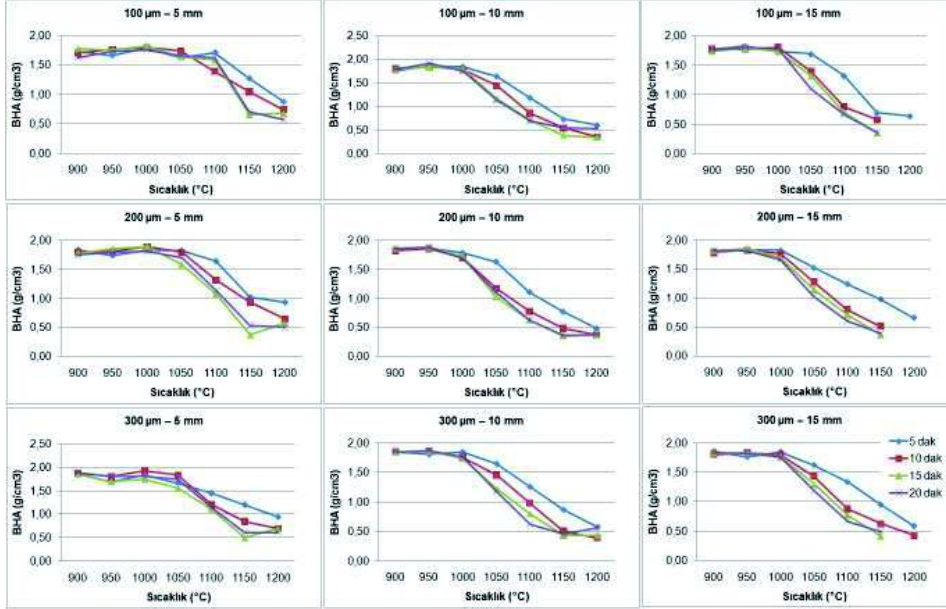 100 µm – 5 mm
BHA (g/cm3)
2,00
1,50
1,00
0,50
0,00
900 950 1000 1050 1100 1150 1200
Sıcaklık (°C)
100 µm – 10 mm
BHA (g/cm3)
2,50
2,00
1,50
1,00
0,50
0,00
900 950 1000 1050 1100 1150 1200
Sıcaklık (°C)
100 µm – 15 mm
BHA (g/cm3)
2,00
1,50
1,00
0,50
0,00
900 950 1000 1050 1100 1150 1200
Sıcaklık (°C)
200 µm – 5 mm
BHA (g/cm3)
2,00
1,50
1,00
0,50
0,00
900 950 1000 1050 1100 1150 1200
Sıcaklık (°C)
200 µm – 10 mm
BHA (g/cm3)
2,00
1,50
1,00
0,50
0,00
900 950 1000 1050 1100 1150 1200
Sıcaklık (°C)
200 µm – 15 mm
BHA (g/cm3)
2,00
1,50
1,00
0,50
0,00
900 950 1000 1050 1100 1150 1200
Sıcaklık (°C)
300 µm – 5 mm
BHA (g/cm3)
2,50
2,00
1,50
1,00
0,50
0,00
900 950 1000 1050 1100 1150 1200
Sıcaklık (°C)
300 µm – 10 mm
BHA (g/cm3)
2,00
1,50
1,00
0,50
0,00
900 950 1000 1050 1100 1150 1200
Sıcaklık (°C)
300 µm – 15 mm
BHA (g/cm3)
2,00
1,50
1,00
0,50
0,00
900 950 1000 1050 1100 1150 1200
Sıcaklık (°C)
5 dak
10 dak
15 dak
20 dak